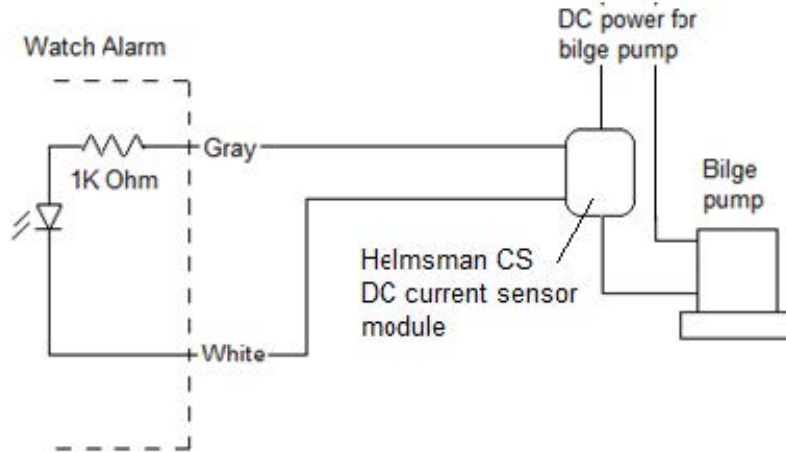 DC power for
bilge pump
Watch Alarm
Gray
1K Ohm
Bilge
pump
Helmsman CS
DC current sensor
module
White